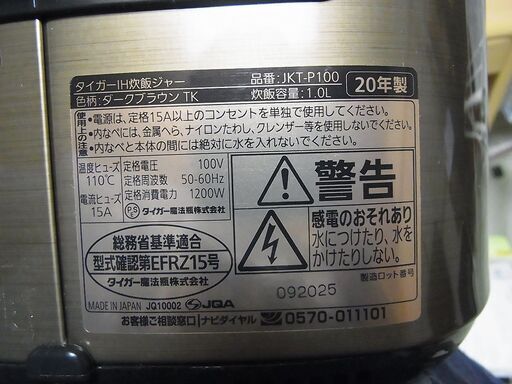 タイガーIH炊飯ジャー 品番:JKT-P100 20年製
色柄:ダークブラウン TK 炊飯容量:1.0L
使用上の注意
・電源は、定格15A以上のコンセントを単独で使用してください。
・内なべには、金属へら、ナイロンたわし、クレンザー等を使用しないでください。
・内なべと本体の間には絶対に水を入れないでください。
温度ヒューズ 110℃
電流ヒューズ 15A
定格電圧 100V
定格周波数 50-60Hz
定格消費電力 1200W
PSE タイガー魔法瓶株式会社
警告
感電のおそれあり
水につけたり、水を
かけたりしない。
総務省基準適合
型式確認第EFRZ15号
タイガー魔法瓶株式会社
製造ロット番号
092025
MADE IN JAPAN JQ10002 JQA
お客様ご相談窓口 ナビダイヤル 0570-011101